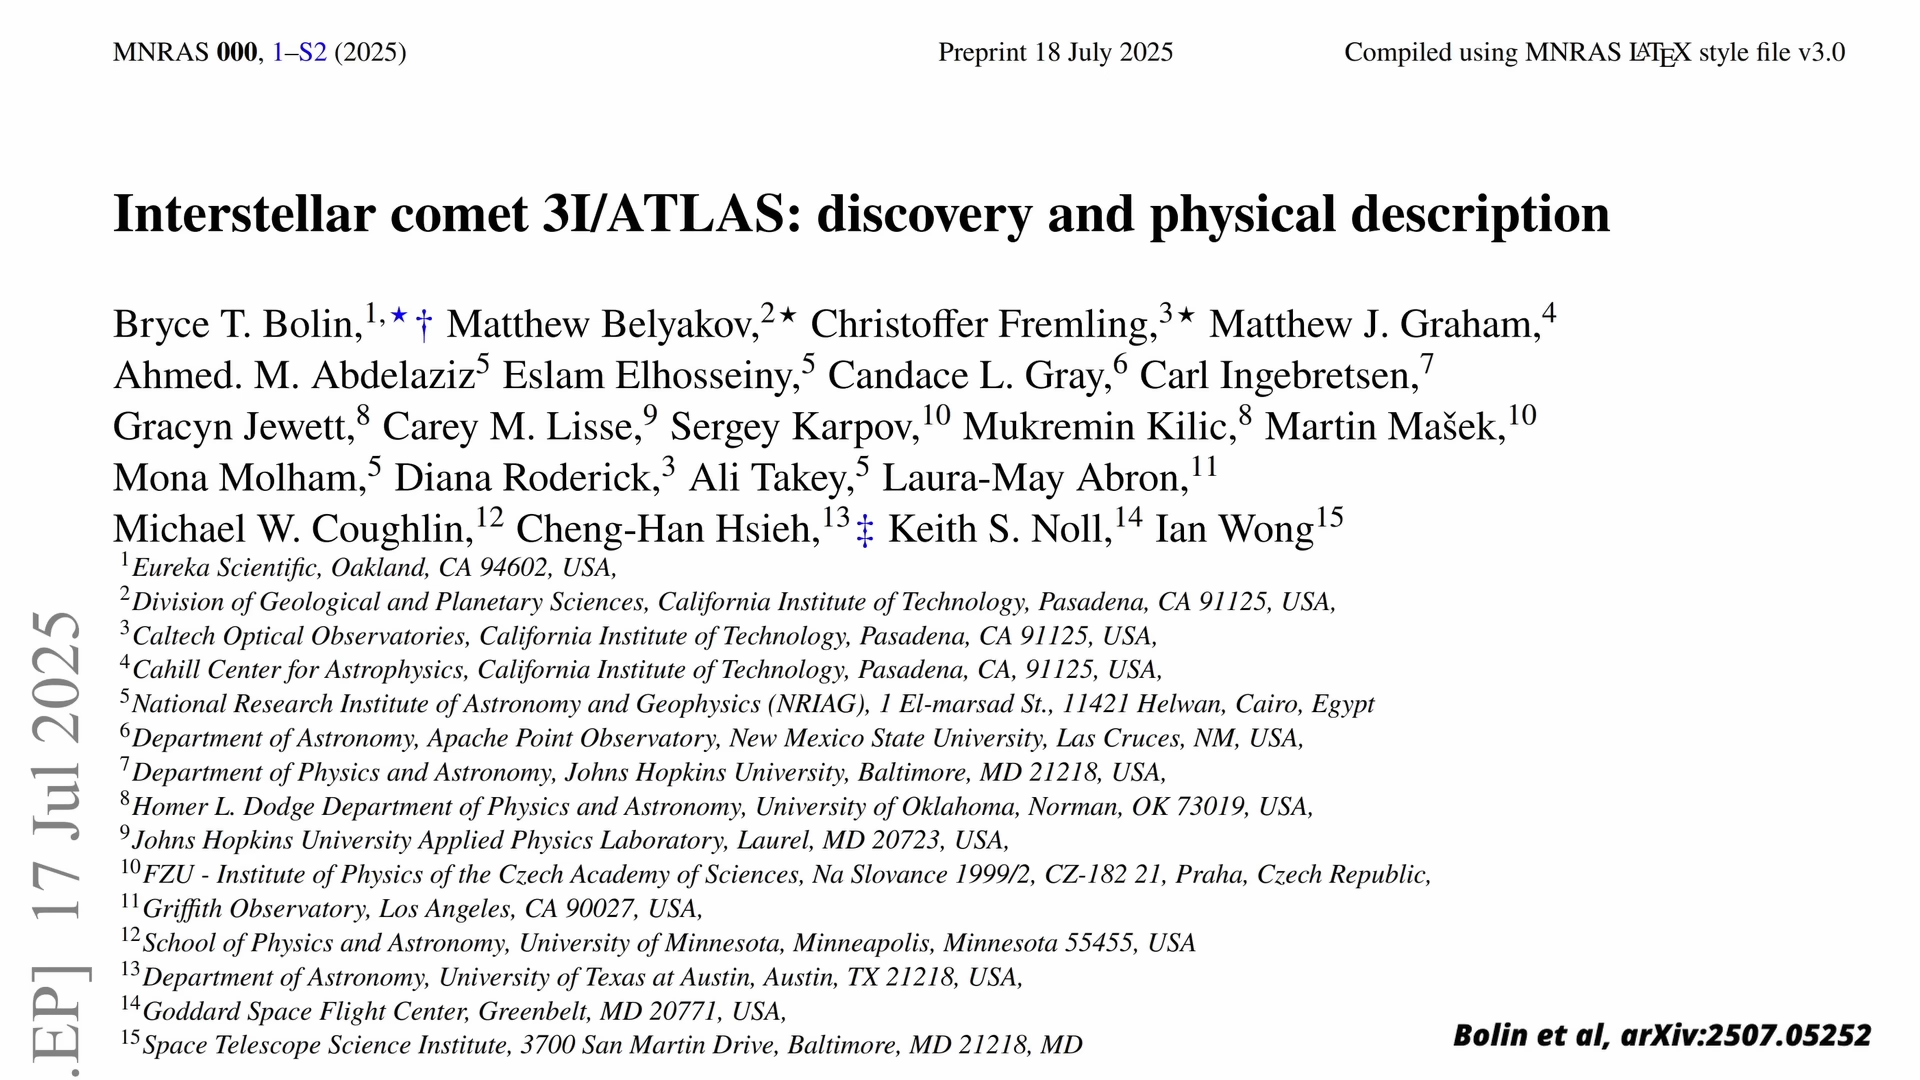 MNRAS 000, 1–S2 (2025) Preprint 18 July 2025 Compiled using MNRAS LATEX style file v3.0
Interstellar comet 3I/ATLAS: discovery and physical description
Bryce T. Bolin,1,★† Matthew Belyakov,2★ Christoffer Fremling,3★ Matthew J. Graham,4
Ahmed. M. Abdelaziz5 Eslam Elhosseiny,5 Candace L. Gray,6 Carl Ingebretsen,7
Gracyn Jewett,8 Carey M. Lisse,9 Sergey Karpov,10 Mukremin Kilic,8 Martin Mašek,10
Mona Molham,5 Diana Roderick,3 Ali Takey,5 Laura-May Abron,11
Michael W. Coughlin,12 Cheng-Han Hsieh,13‡ Keith S. Noll,14 Ian Wong15
1Eureka Scientific, Oakland, CA 94602, USA,
2Division of Geological and Planetary Sciences, California Institute of Technology, Pasadena, CA 91125, USA,
3Caltech Optical Observatories, California Institute of Technology, Pasadena, CA 91125, USA,
4Cahill Center for Astrophysics, California Institute of Technology, Pasadena, CA, 91125, USA,
5National Research Institute of Astronomy and Geophysics (NRIAG), 1 El-marsad St., 11421 Helwan, Cairo, Egypt
6Department of Astronomy, Apache Point Observatory, New Mexico State University, Las Cruces, NM, USA,
7Department of Physics and Astronomy, Johns Hopkins University, Baltimore, MD 21218, USA,
8Homer L. Dodge Department of Physics and Astronomy, University of Oklahoma, Norman, OK 73019, USA,
9Johns Hopkins University Applied Physics Laboratory, Laurel, MD 20723, USA,
10FZU - Institute of Physics of the Czech Academy of Sciences, Na Slovance 1999/2, CZ-182 21, Praha, Czech Republic,
11Griffith Observatory, Los Angeles, CA 90027, USA,
12School of Physics and Astronomy, University of Minnesota, Minneapolis, Minnesota 55455, USA
13Department of Astronomy, University of Texas at Austin, Austin, TX 21218, USA,
14Goddard Space Flight Center, Greenbelt, MD 20771, USA,
15Space Telescope Science Institute, 3700 San Martin Drive, Baltimore, MD 21218, MD
.EP] 17 Jul 2025
Bolin et al, arXiv:2507.05252